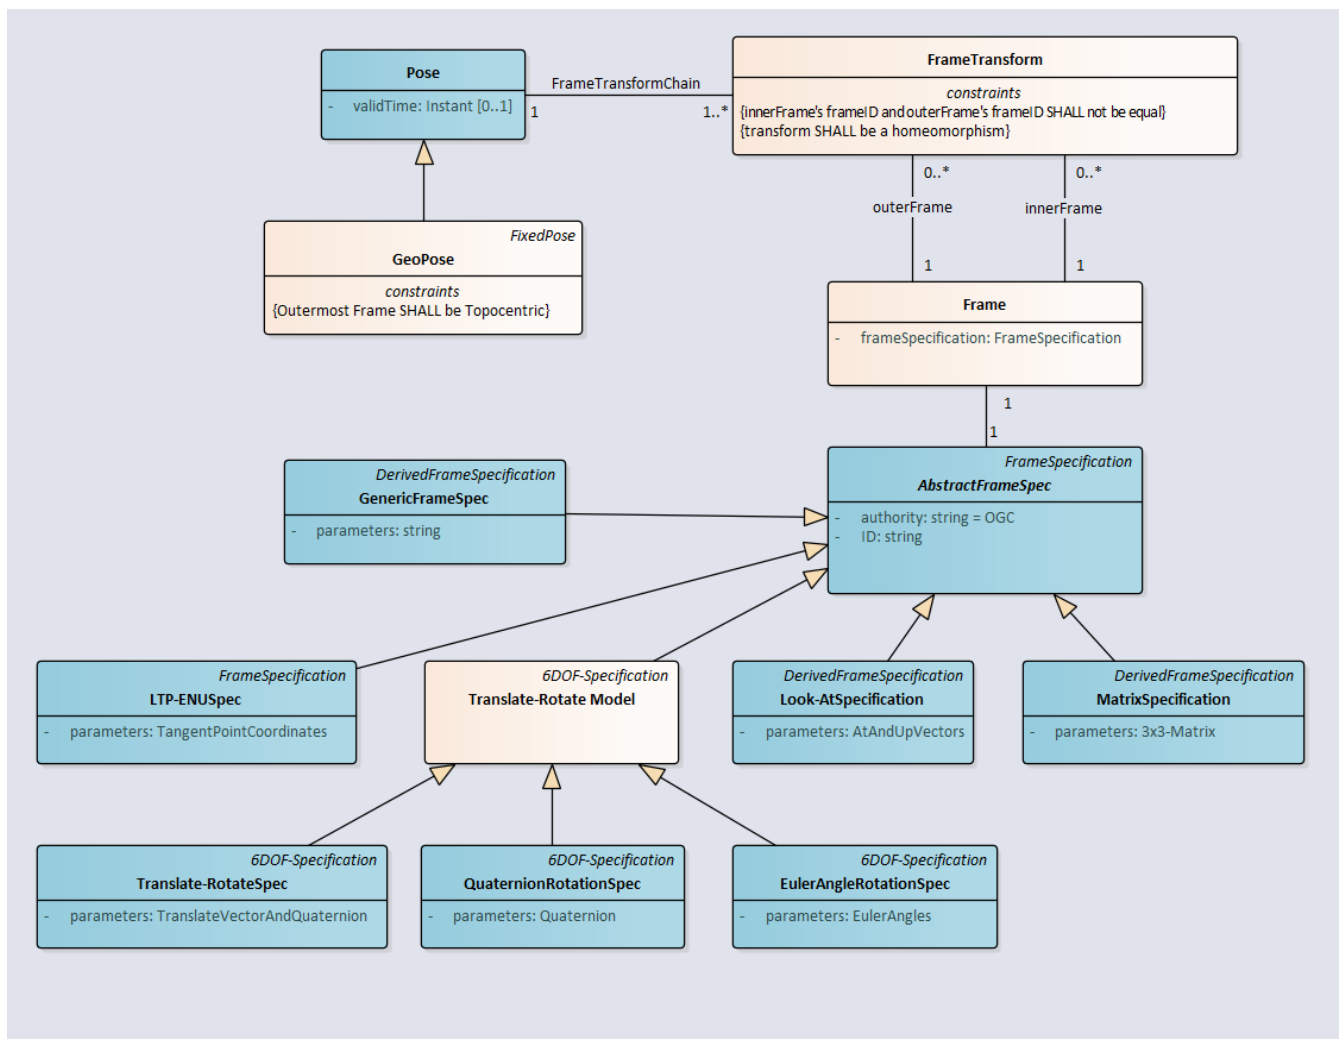 Pose
- validTime: Instant [0..1]
FrameTransformChain
1
1..*
FrameTransform
constraints
{innerFrame's frameID and outerFrame's frameID SHALL not be equal}
{transform SHALL be a homeomorphism}
0..*
0..*
outerFrame
innerFrame
1
1
FixedPose
GeoPose
constraints
{Outermost Frame SHALL be Topocentric}
Frame
- frameSpecification: FrameSpecification
1
1
FrameSpecification
AbstractFrameSpec
- authority: string = OGC
- ID: string
DerivedFrameSpecification
GenericFrameSpec
- parameters: string
FrameSpecification
LTP-ENUSpec
- parameters: TangentPointCoordinates
6DOF-Specification
Translate-Rotate Model
DerivedFrameSpecification
Look-AtSpecification
- parameters: AtAndUpVectors
DerivedFrameSpecification
MatrixSpecification
- parameters: 3x3-Matrix
6DOF-Specification
Translate-RotateSpec
- parameters: TranslateVectorAndQuaternion
6DOF-Specification
QuaternionRotationSpec
- parameters: Quaternion
6DOF-Specification
EulerAngleRotationSpec
- parameters: EulerAngles